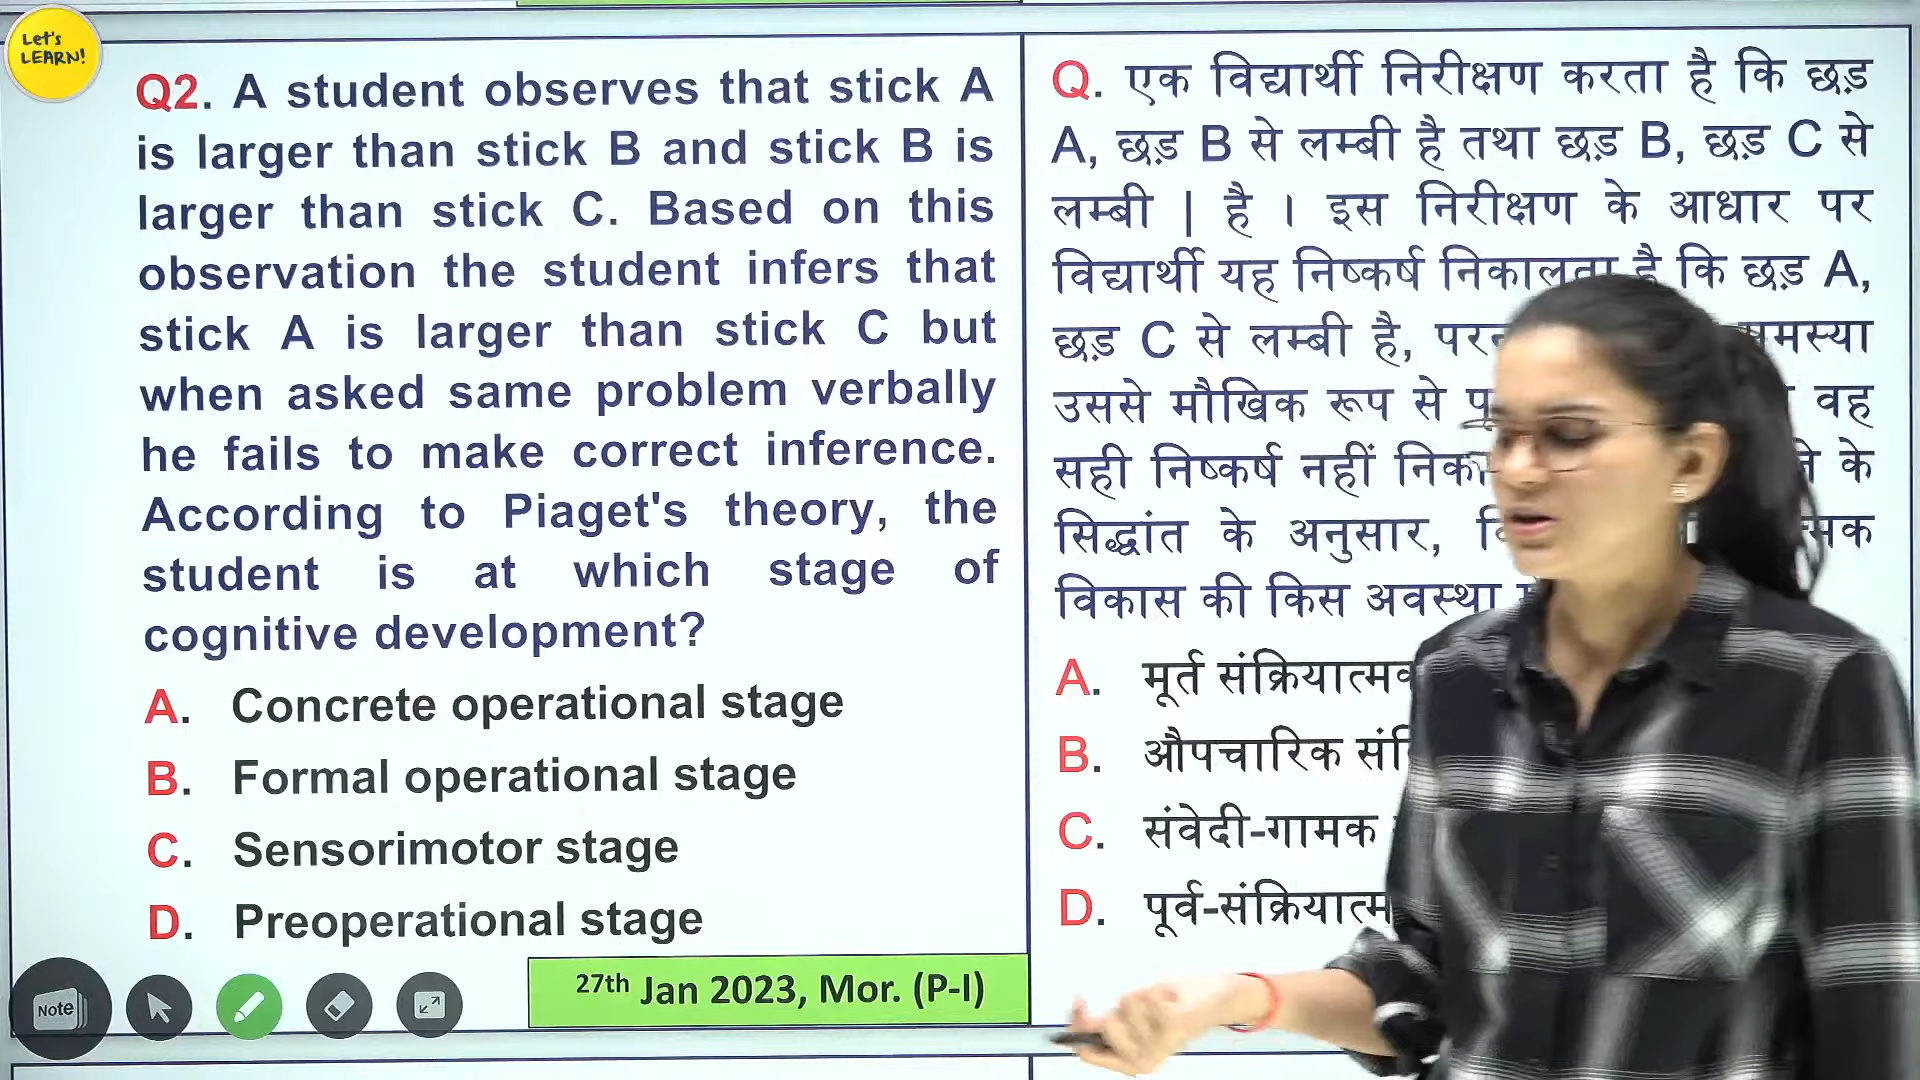 Let's
LEARN!
Q2. A student observes that stick A
is larger than stick B and stick B is
larger than stick C. Based on this
observation the student infers that
stick A is larger than stick C but
when asked same problem verbally
he fails to make correct inference.
According to Piaget's theory, the
student is at which stage of
cognitive development?
A. Concrete operational stage
B. Formal operational stage
C. Sensorimotor stage
D. Preoperational stage
27th Jan 2023, Mor. (P-I)
Q. एक विद्यार्थी निरीक्षण करता है कि छड़
A, छड़ B से लम्बी है तथा छड़ B, छड़ C से
लम्बी | है । इस निरीक्षण के आधार पर
विद्यार्थी यह निष्कर्ष निकालता है कि छड़ A,
छड़ C से लम्बी है,
उससे मौखिक रूप से वह
सही निष्कर्ष नहीं के
सिद्धांत के अनुसार,
विकास की किस अवस्था
A. मूर्त
B. औपचारिक
C. संवेदी-गामक
D.
Note